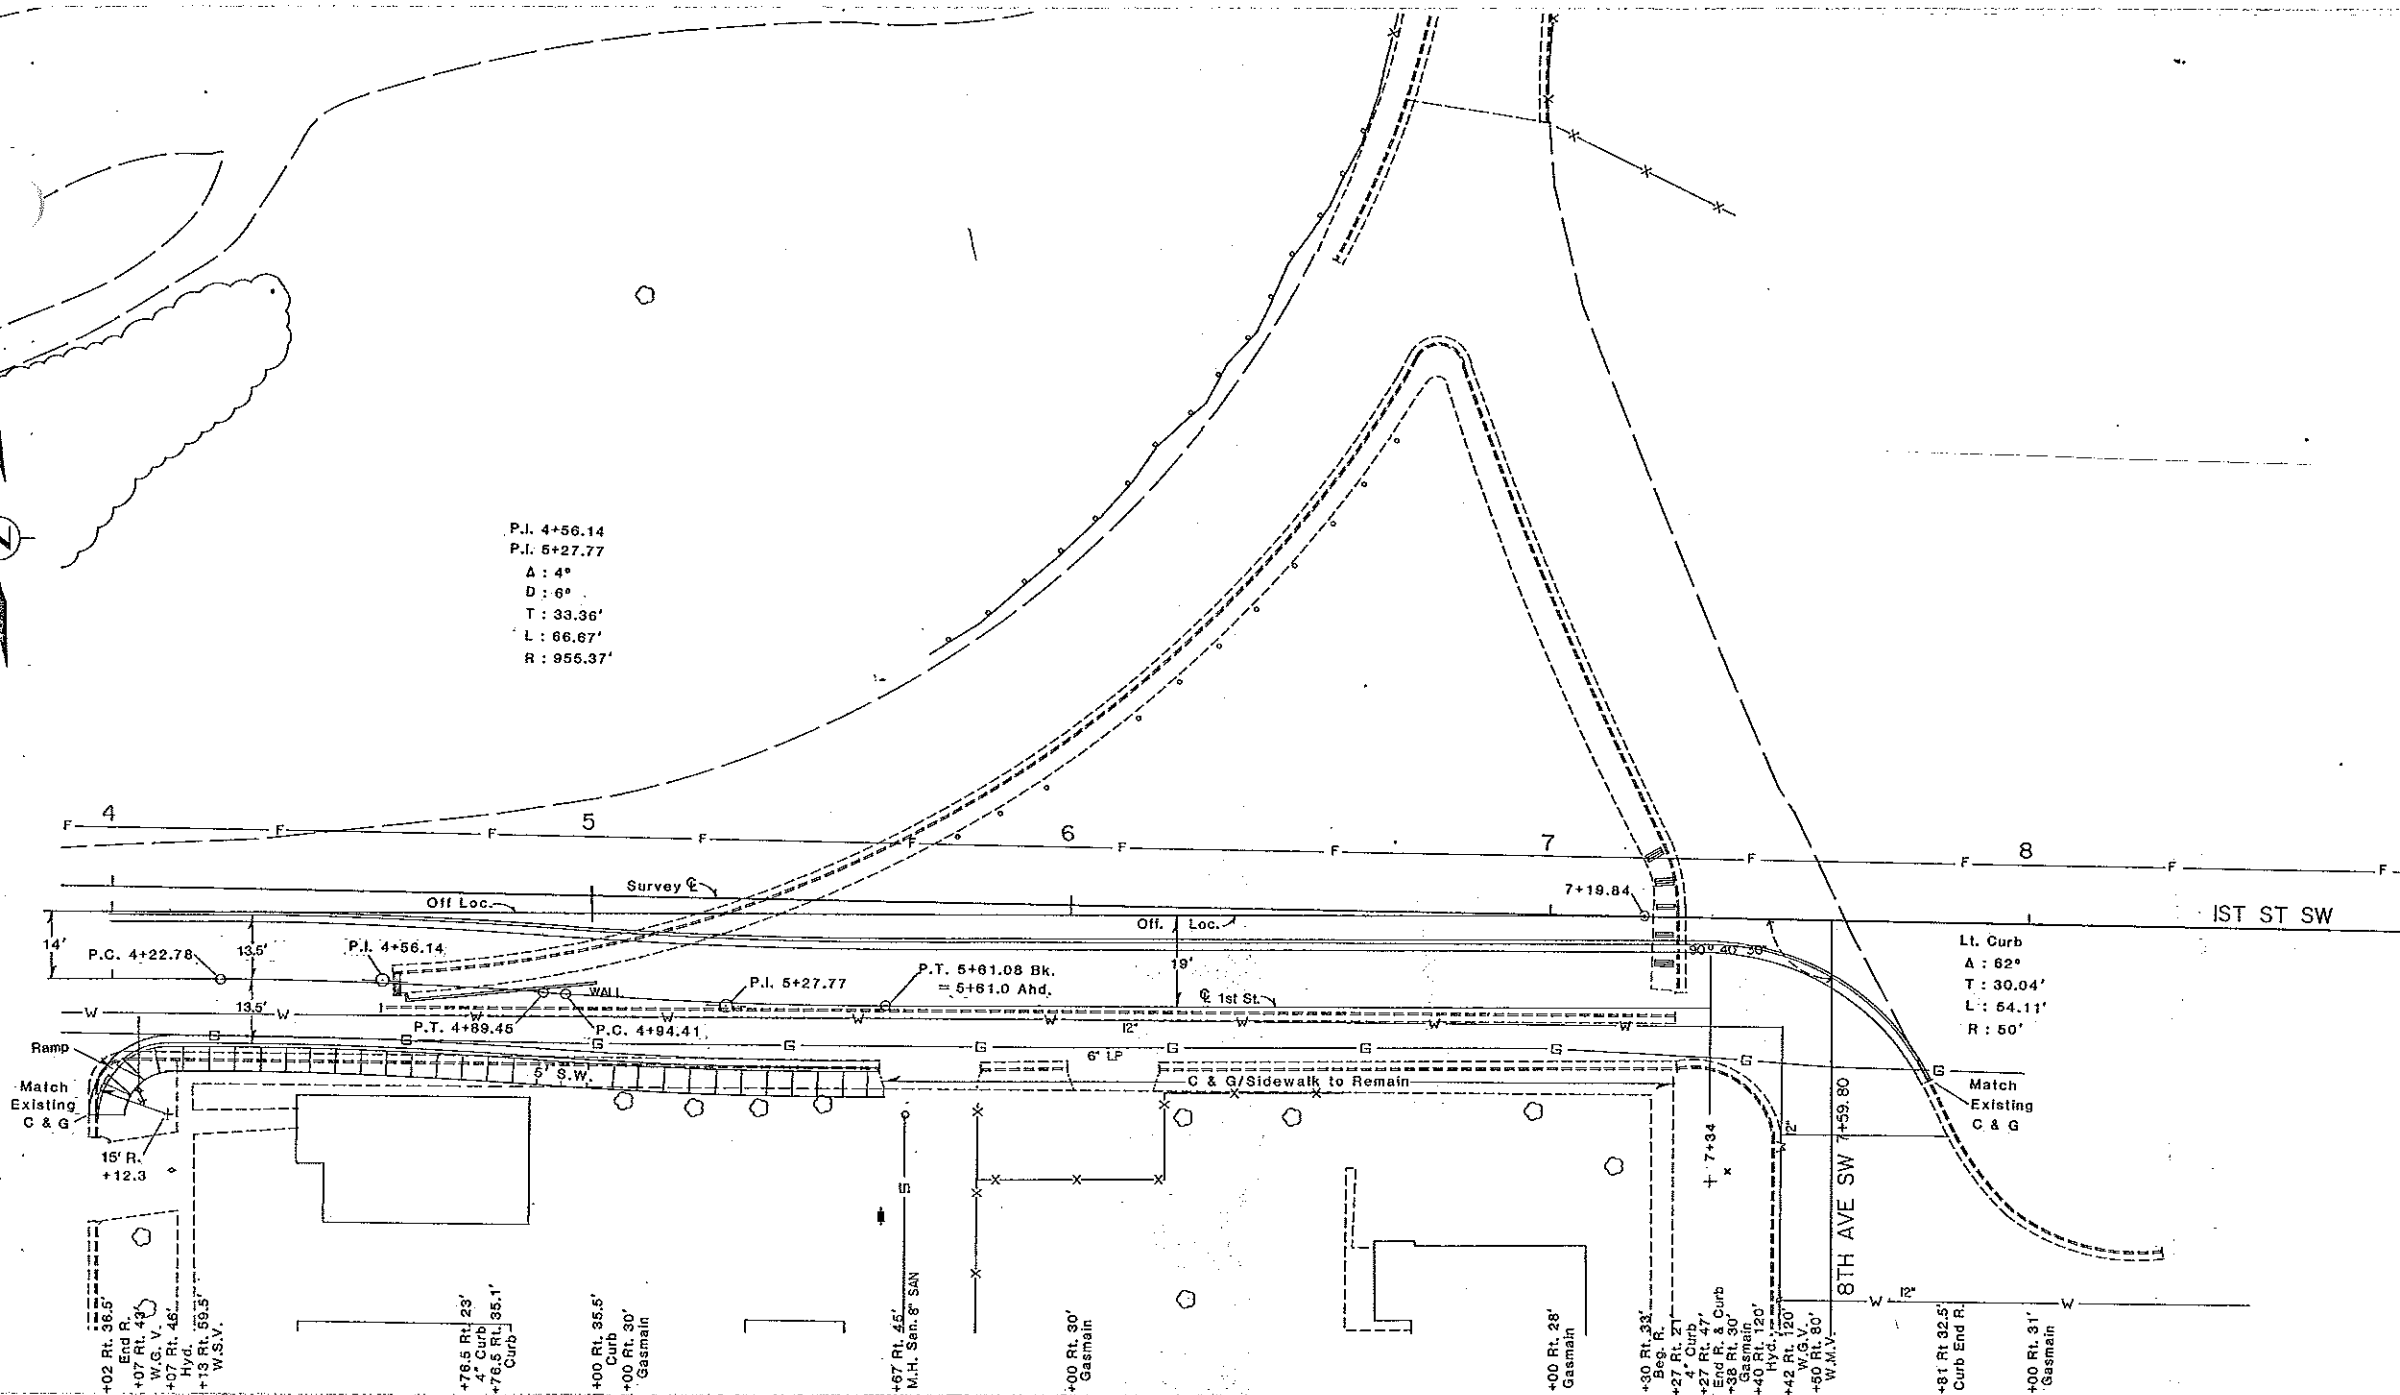 P.I. 4+56.14
P.I. 5+27.77
Δ : 4°
D : 6°
T : 33.36'
L : 66.67'
R : 955.37'
4
5
6
7
8
F F F F F F F F F F F F
Survey ℄
Off Loc.
Off. Loc.
7+19.84
1ST ST SW
14'
13.5'
P.C. 4+22.78
P.I. 4+56.14
19'
90° 40' 30"
Lt. Curb
Δ : 62°
T : 30.04'
L : 54.11'
R : 50'
P.T. 5+61.08 Bk.
= 5+61.0 Ahd.
P.I. 5+27.77
WALL
℄ 1st St.
13.5'
P.T. 4+89.45
P.C. 4+94.41
W W W W W W W W W
12"
G G G G G G G G G G
6" LP
Ramp
5' S.W.
C & G/Sidewalk to Remain
Match
Existing
C & G
Match
Existing
C & G
15' R.
+12.3
12"
7+34
8TH AVE SW 7+59.80
S
W 12" W
+02 Rt. 36.5'
End R.
+07 Rt. 43'
W.G. V.
+07 Rt. 46'
Hyd.
+13 Rt. 59.5'
W.S.V.
+76.5 Rt. 23'
4" Curb
+76.5 Rt. 35.1'
Curb
+00 Rt. 35.5'
Curb
+00 Rt. 30'
Gasmain
+67 Rt. 45'
M.H. San. 8" SAN
+00 Rt. 30'
Gasmain
+00 Rt. 28'
Gasmain
+30 Rt. 33'
Beg. R.
+27 Rt. 21'
4" Curb
+27 Rt. 47'
End R. & Curb
+38 Rt. 30'
Gasmain
+40 Rt. 120'
Hyd.
+42 Rt. 120'
W.G.V.
+50 Rt. 80'
W.M.V.
+81 Rt 32.5'
Curb End R.
+00 Rt. 31'
Gasmain